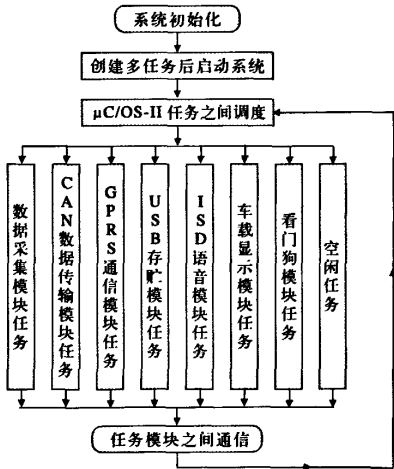 系统初始化
创建多任务后启动系统
μC/OS-II 任务之间调度
数据采集模块任务
CAN数据传输模块任务
GPRS通信模块任务
USB存贮模块任务
ISD语音模块任务
车载显示模块任务
看门狗模块任务
空闲任务
任务模块之间通信